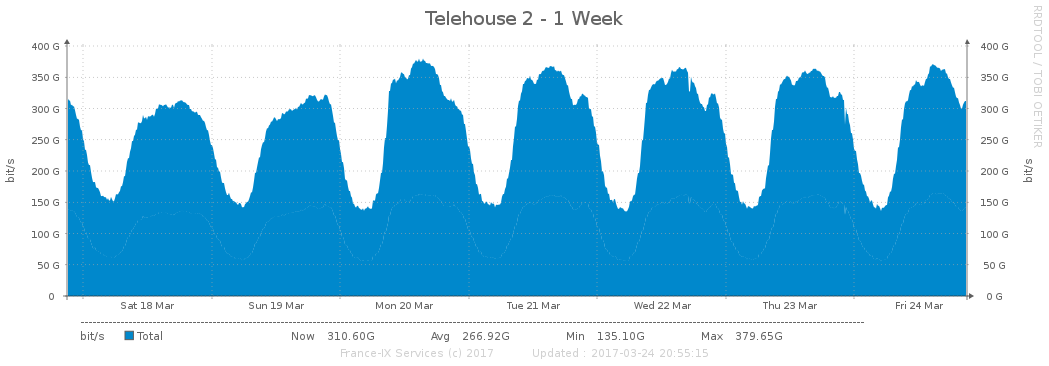 Telehouse 2 - 1 Week
RRDTOOL / TOBI OETIKER
bit/s
400 G 400 G
350 G 350 G
300 G 300 G
250 G 250 G
200 G 200 G
150 G 150 G
100 G 100 G
50 G 50 G
0 0 G
bit/s
Sat 18 Mar Sun 19 Mar Mon 20 Mar Tue 21 Mar Wed 22 Mar Thu 23 Mar Fri 24 Mar
bit/s Total Now 310.60G Avg 266.92G Min 135.10G Max 379.65G
France-IX Services (c) 2017 Updated : 2017-03-24 20:55:15